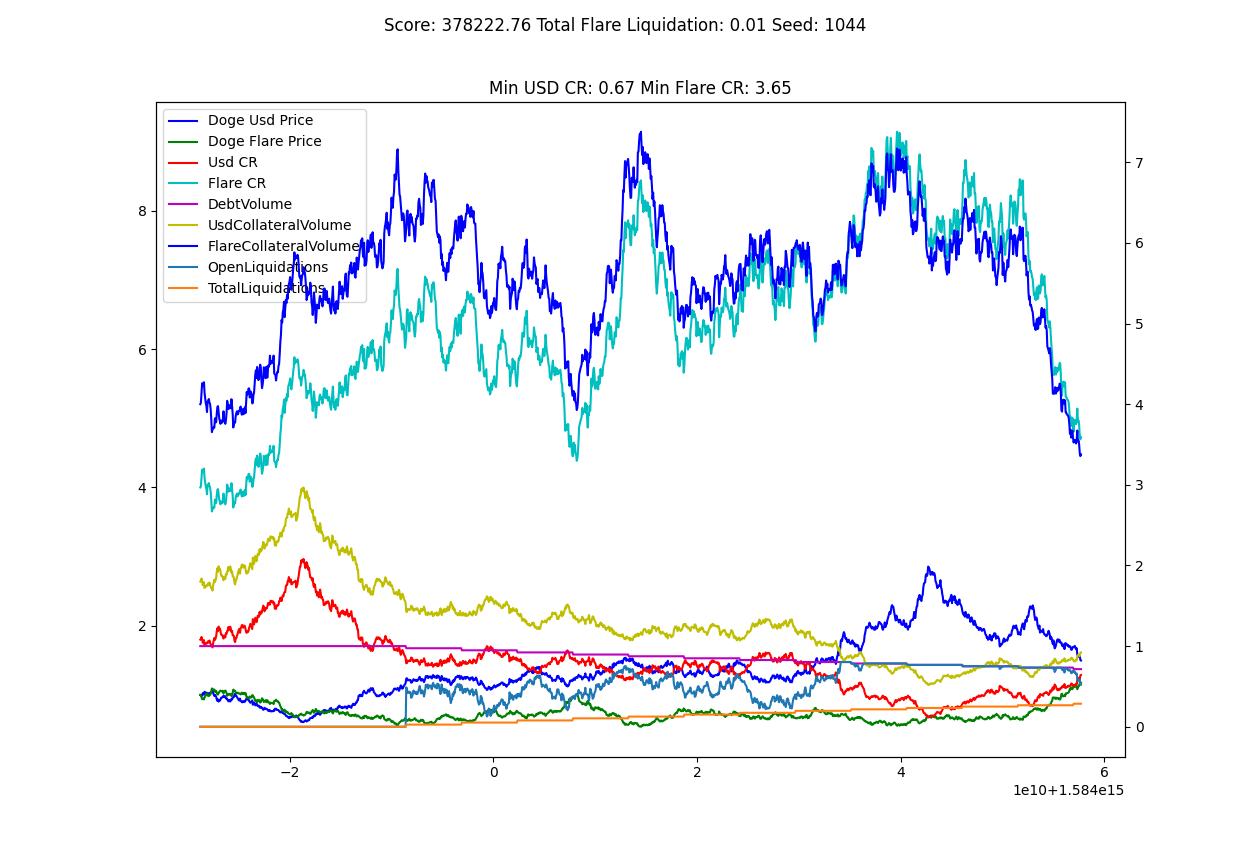 Score: 378222.76 Total Flare Liquidation: 0.01 Seed: 1044
Min USD CR: 0.67 Min Flare CR: 3.65
Doge Usd Price
Doge Flare Price
Usd CR
Flare CR
DebtVolume
UsdCollateralVolume
FlareCollateralVolume
OpenLiquidations
TotalLiquidations
8
6
4
2
7
6
5
4
3
2
1
0
−2
0
2
4
6
1e10+1.584e15